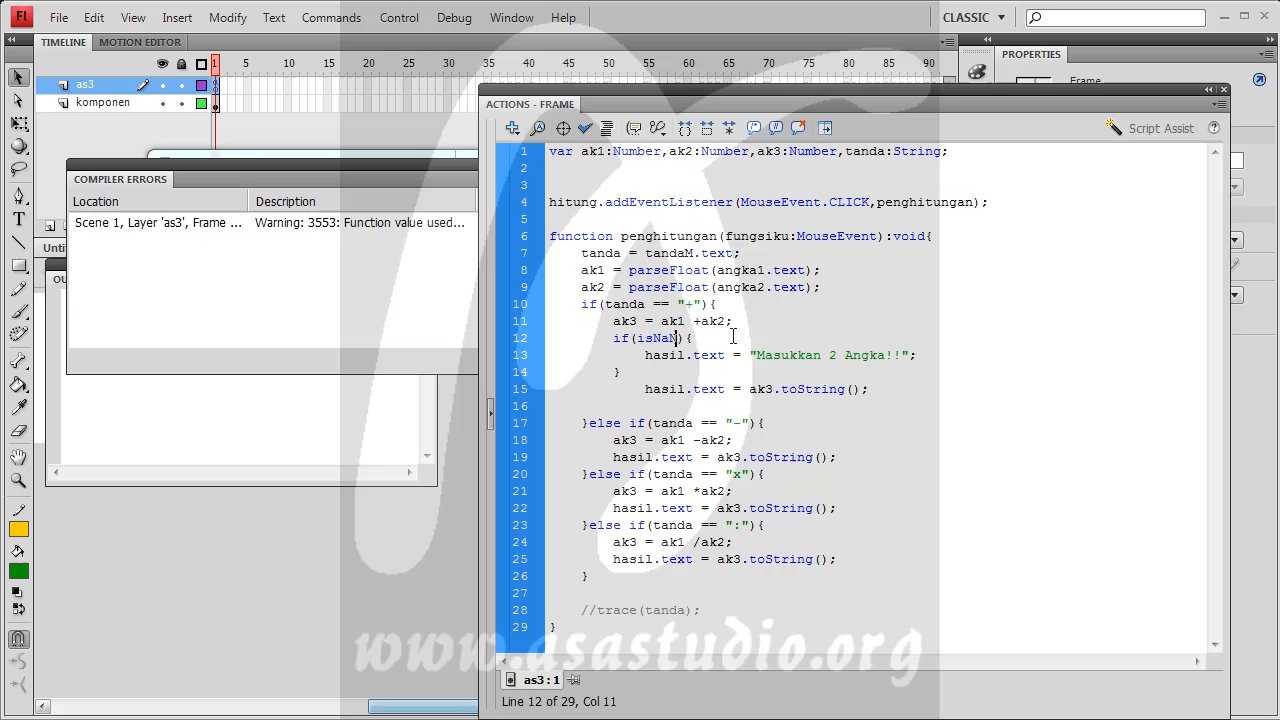 Fl File Edit View Insert Modify Text Commands Control Debug Window Help CLASSIC
TIMELINE MOTION EDITOR
PROPERTIES
1 5 10 15 20 25 30 35 40 45 50 55 60 65 70 75 80 85 90
as3
komponen
Frame
ACTIONS - FRAME
Script Assist
COMPILER ERRORS
Location Description
Scene 1, Layer 'as3', Frame ... Warning: 3553: Function value used...
Untit
OU
1 var ak1:Number,ak2:Number,ak3:Number,tanda:String;
2
3
4 hitung.addEventListener(MouseEvent.CLICK,penghitungan);
5
6 function penghitungan(fungsiku:MouseEvent):void{
7 tanda = tandaM.text;
8 ak1 = parseFloat(angka1.text);
9 ak2 = parseFloat(angka2.text);
10 if(tanda == "+"){
11 ak3 = ak1 +ak2;
12 if(isNaN){
13 hasil.text = "Masukkan 2 Angka!!";
14 }
15 hasil.text = ak3.toString();
16
17 }else if(tanda == "-"){
18 ak3 = ak1 -ak2;
19 hasil.text = ak3.toString();
20 }else if(tanda == "x"){
21 ak3 = ak1 *ak2;
22 hasil.text = ak3.toString();
23 }else if(tanda == ":"){
24 ak3 = ak1 /ak2;
25 hasil.text = ak3.toString();
26 }
27
28 //trace(tanda);
29 }
www.asastudio.org
as3:1
Line 12 of 29, Col 11